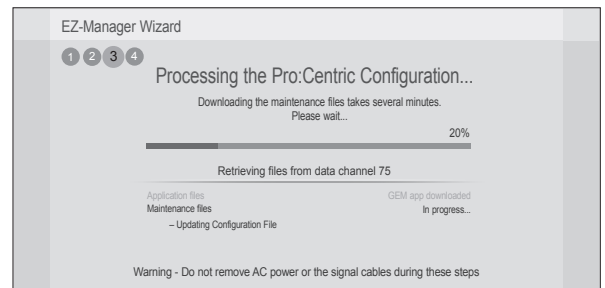 EZ-Manager Wizard
1 2 3 4
Processing the Pro:Centric Configuration...
Downloading the maintenance files takes several minutes.
Please wait...
20%
Retrieving files from data channel 75
Application files GEM app downloaded
Maintenance files In progress...
– Updating Configuration File
Warning - Do not remove AC power or the signal cables during these steps